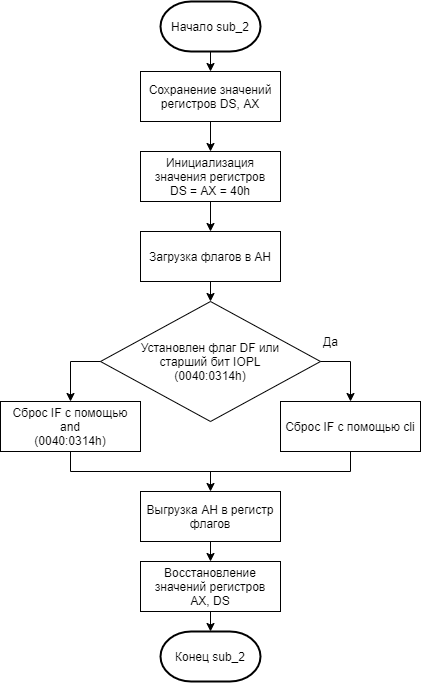 Начало sub_2
Сохранение значений
регистров DS, AX
Инициализация
значения регистров
DS = AX = 40h
Загрузка флагов в AH
Установлен флаг DF или
старший бит IOPL
(0040:0314h)
Да
Сброс IF с помощью
and
(0040:0314h)
Сброс IF с помощью cli
Выгрузка AH в регистр
флагов
Восстановление
значений регистров
AX, DS
Конец sub_2